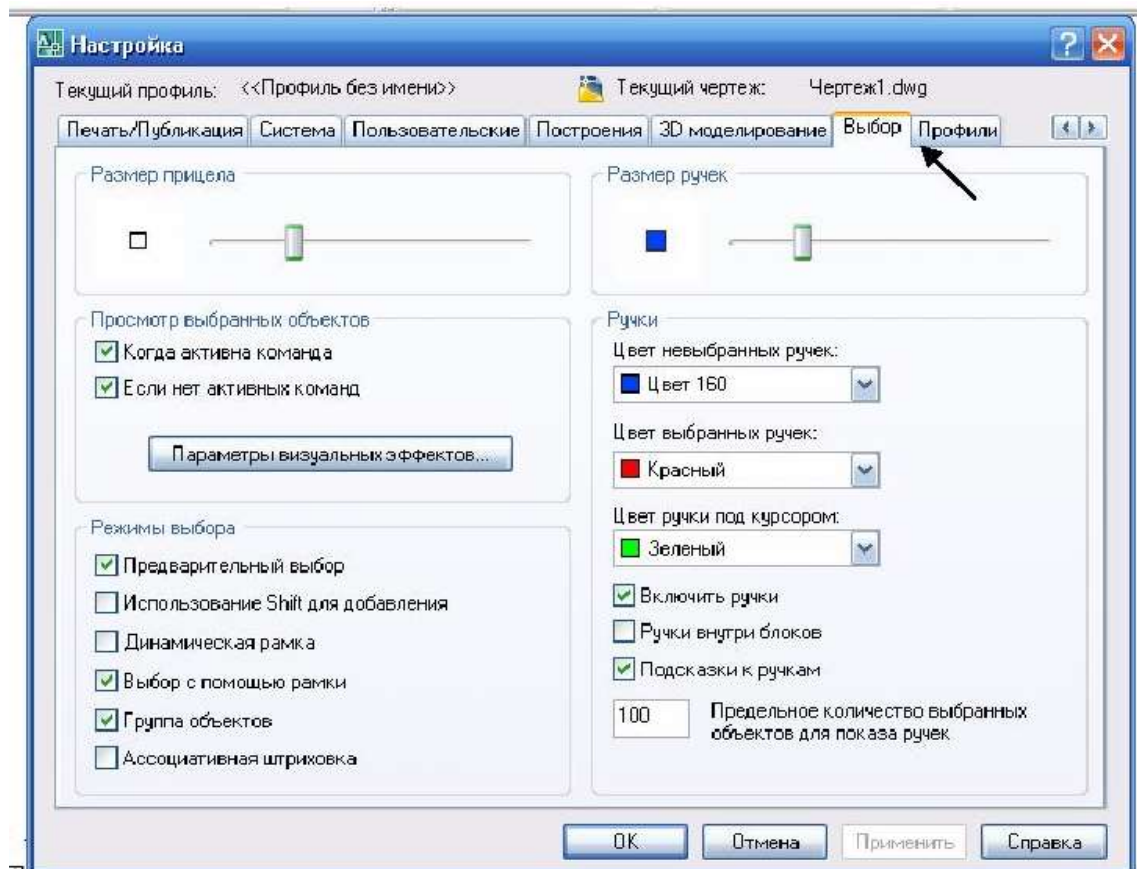 Настройка
Текущий профиль: <<Профиль без имени>> Текущий чертеж: Чертеж1.dwg
Печать/Публикация Система Пользовательские Построения 3D моделирование Выбор Профили
Размер прицела
Размер ручек
Просмотр выбранных объектов
Когда активна команда
Если нет активных команд
Параметры визуальных эффектов...
Режимы выбора
Предварительный выбор
Использование Shift для добавления
Динамическая рамка
Выбор с помощью рамки
Группа объектов
Ассоциативная штриховка
Ручки
Цвет невыбранных ручек:
Цвет 160
Цвет выбранных ручек:
Красный
Цвет ручки под курсором:
Зеленый
Включить ручки
Ручки внутри блоков
Подсказки к ручкам
100 Предельное количество выбранных
объектов для показа ручек
OK Отмена Применить Справка